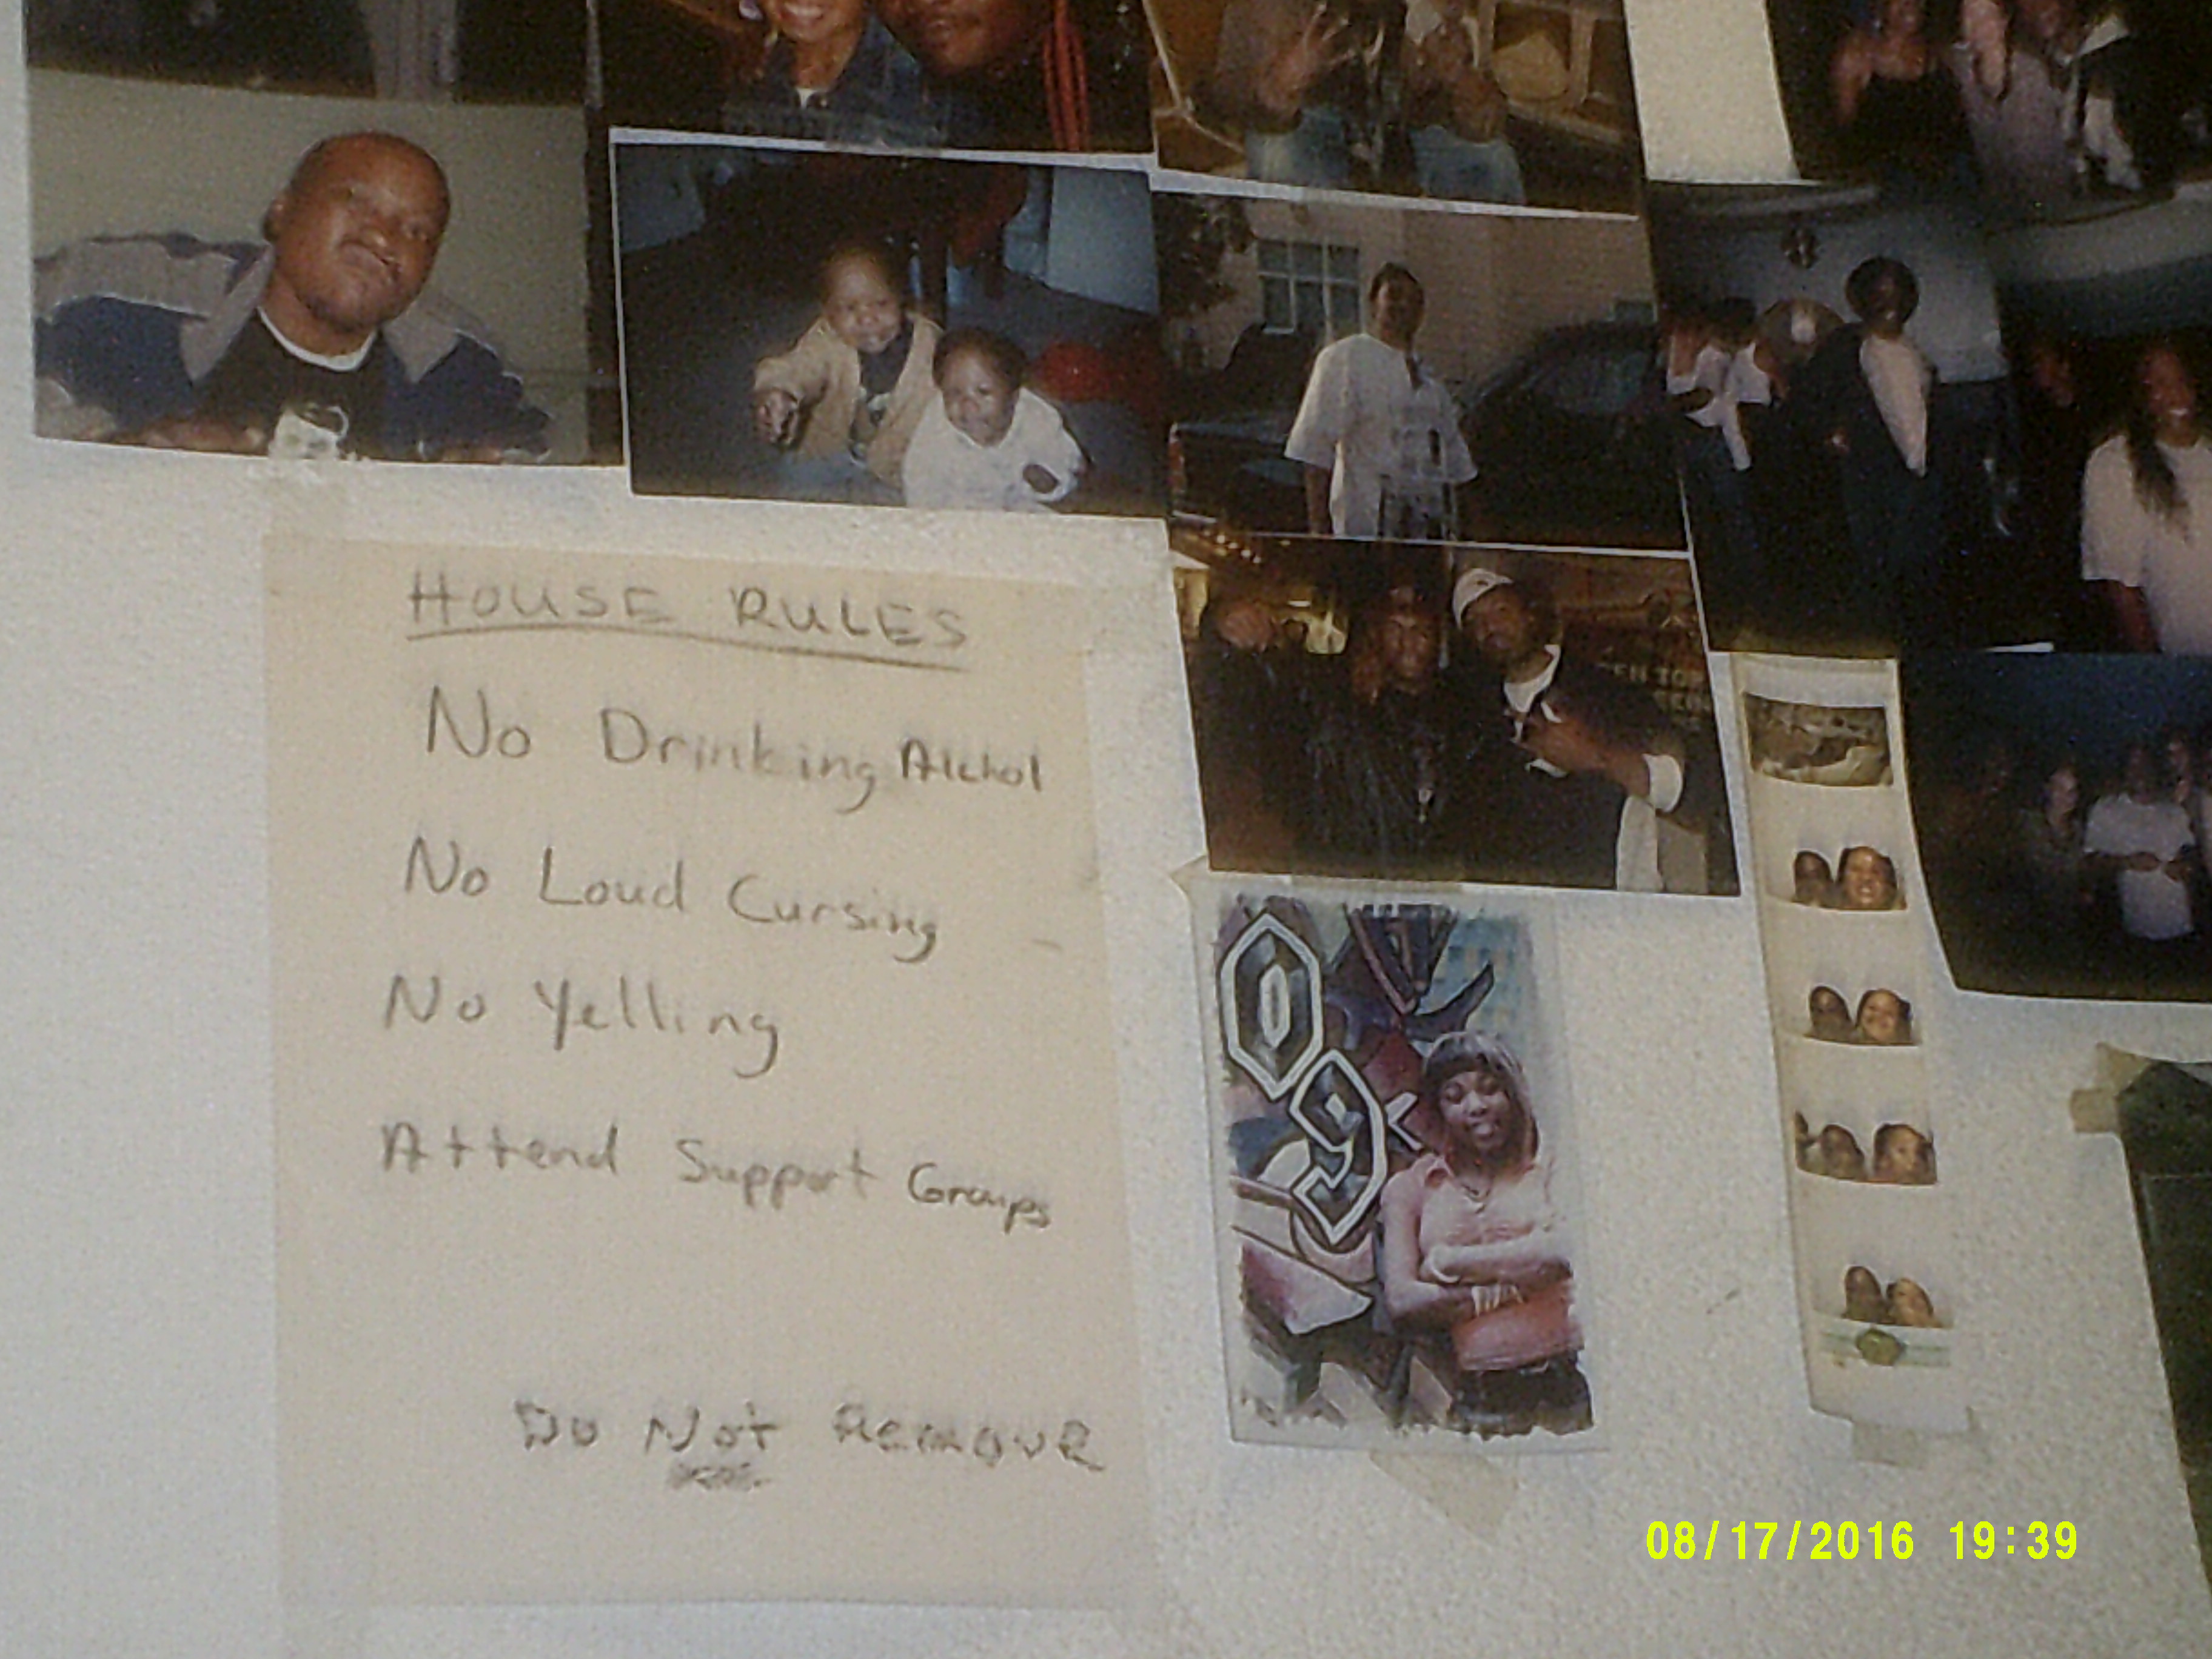 HOUSE RULES
No Drinking Alchol
No Loud Cursing
No Yelling
Attend Support Groups
Do Not Remove
09
08/17/2016 19:39